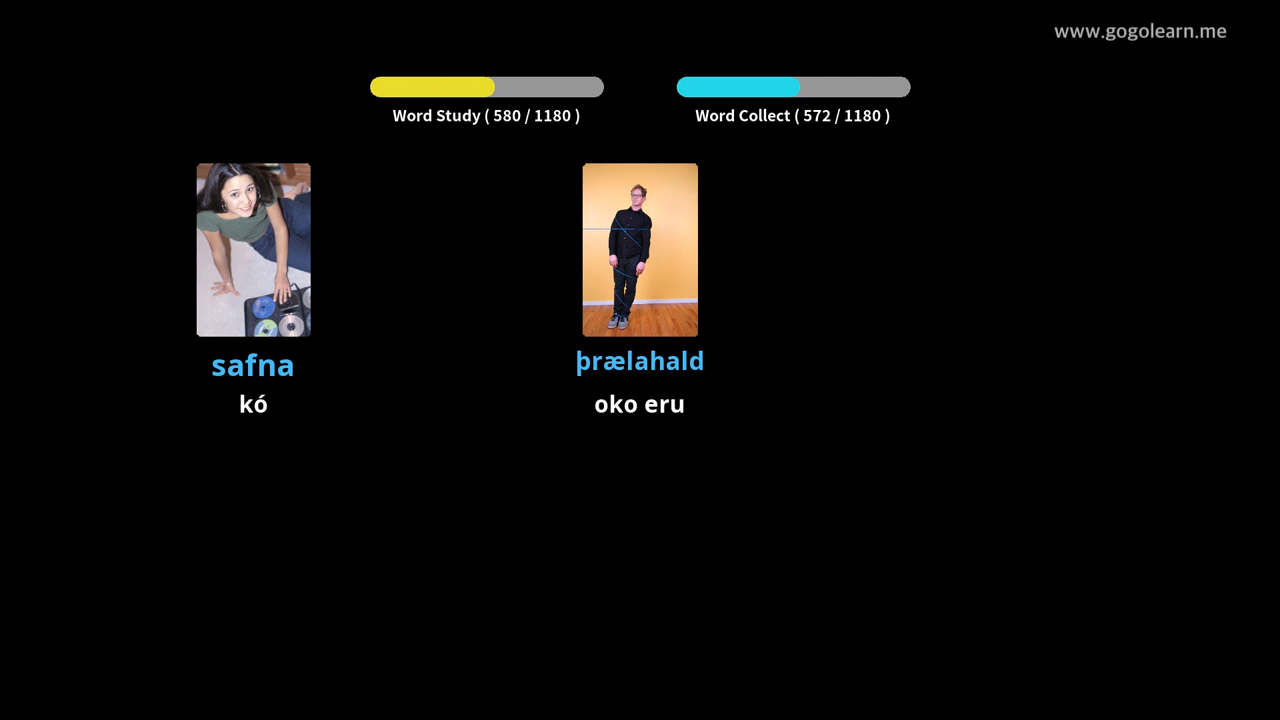 www.gogolearn.me
Word Study ( 580 / 1180 )
Word Collect ( 572 / 1180 )
safna
kó
þrælahald
oko eru